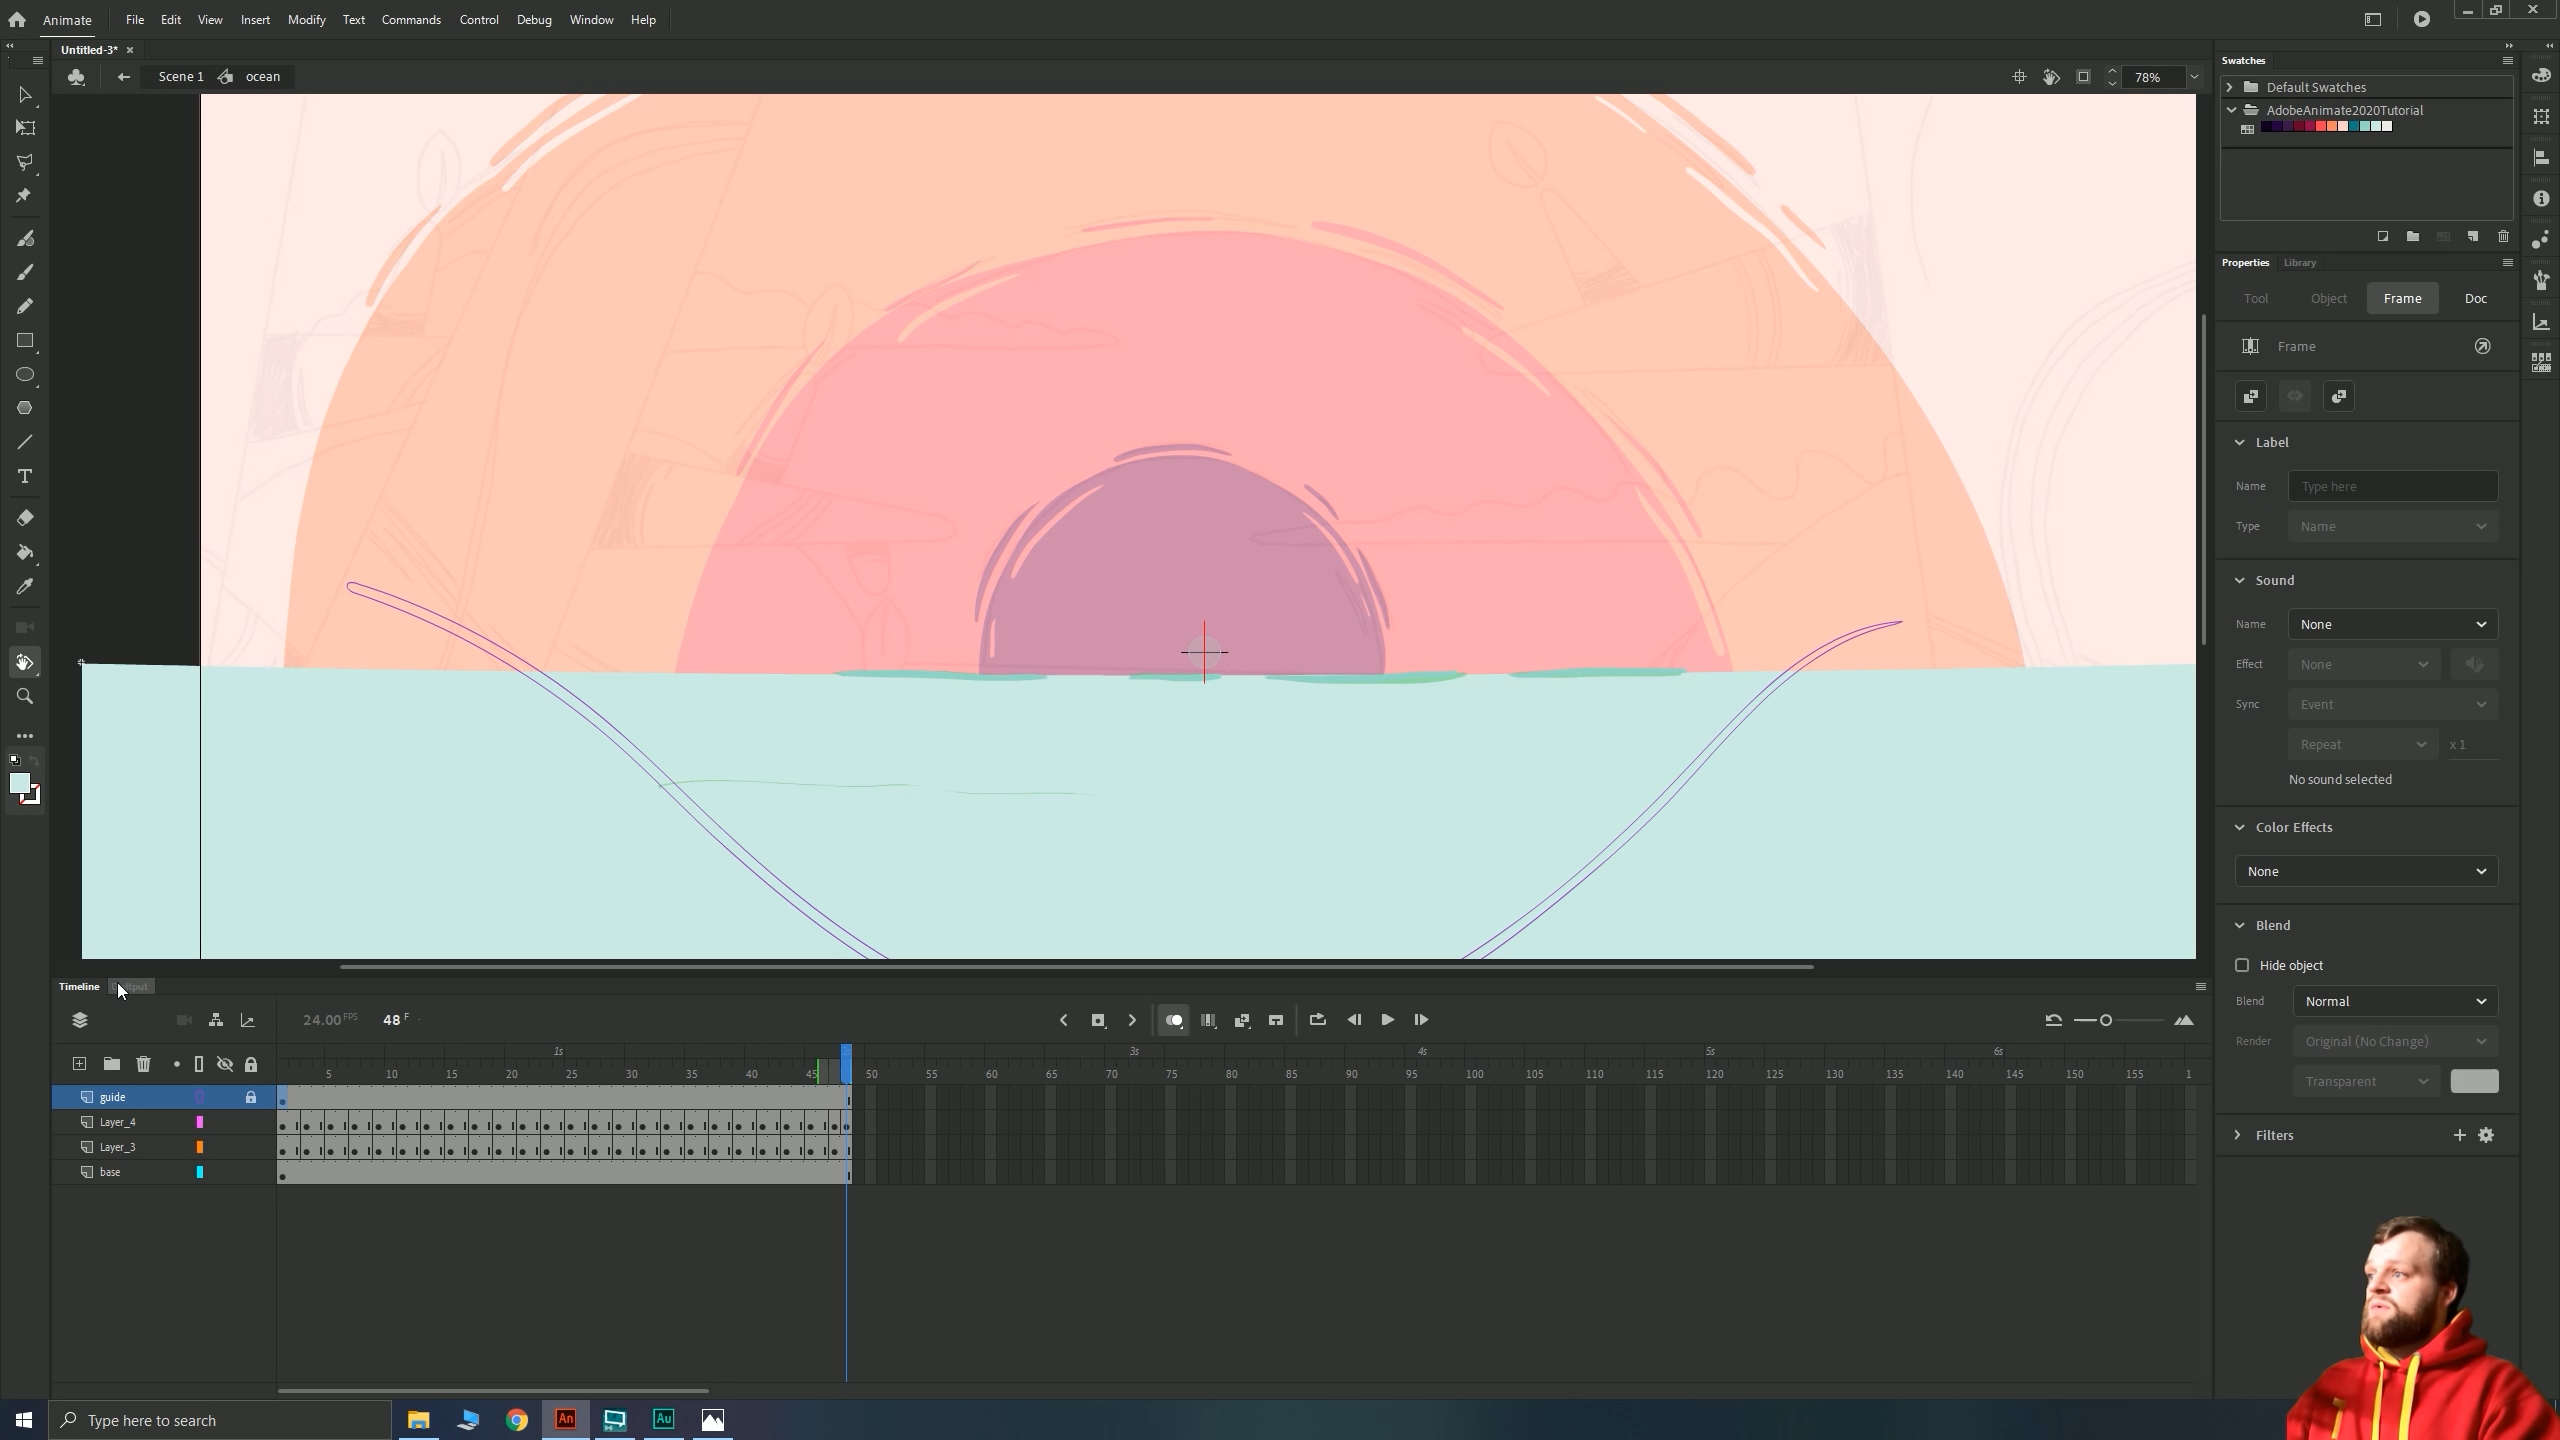 Animate File Edit View Insert Modify Text Commands Control Debug Window Help
Untitled-3*
Scene 1 ocean 78%
Swatches
Default Swatches
AdobeAnimate2020Tutorial
Properties Library
Tool Object Frame Doc
Frame
Label
Name Type here
Type Name
Sound
Name None
Effect None
Sync Event
Repeat x 1
No sound selected
Color Effects
None
Blend
Hide object
Blend Normal
Render Original (No Change)
Transparent
Filters
Timeline
24.00 FPS 48 F
1s 3s 4s 5s 6s
5 10 15 20 25 30 35 40 45 50 55 60 65 70 75 80 85 90 95 100 105 110 115 120 125 130 135 140 145 150 155 1
guide
Layer_4
Layer_3
base
Type here to search
An Au